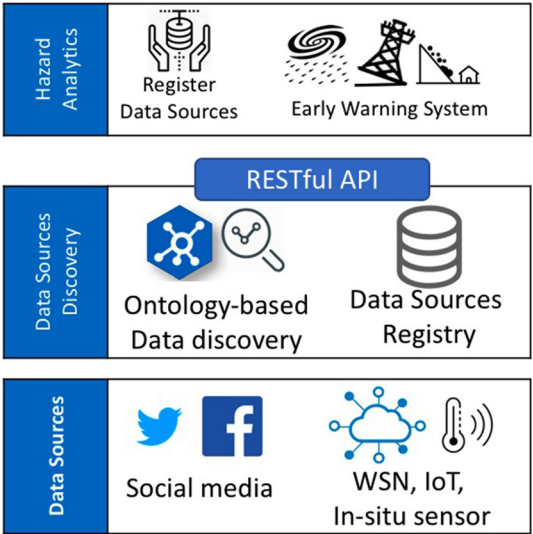 Hazard
Analytics
Register
Data Sources
Early Warning System
RESTful API
Data Sources
Discovery
Ontology-based
Data discovery
Data Sources
Registry
Data Sources
Social media
WSN, IoT,
In-situ sensor